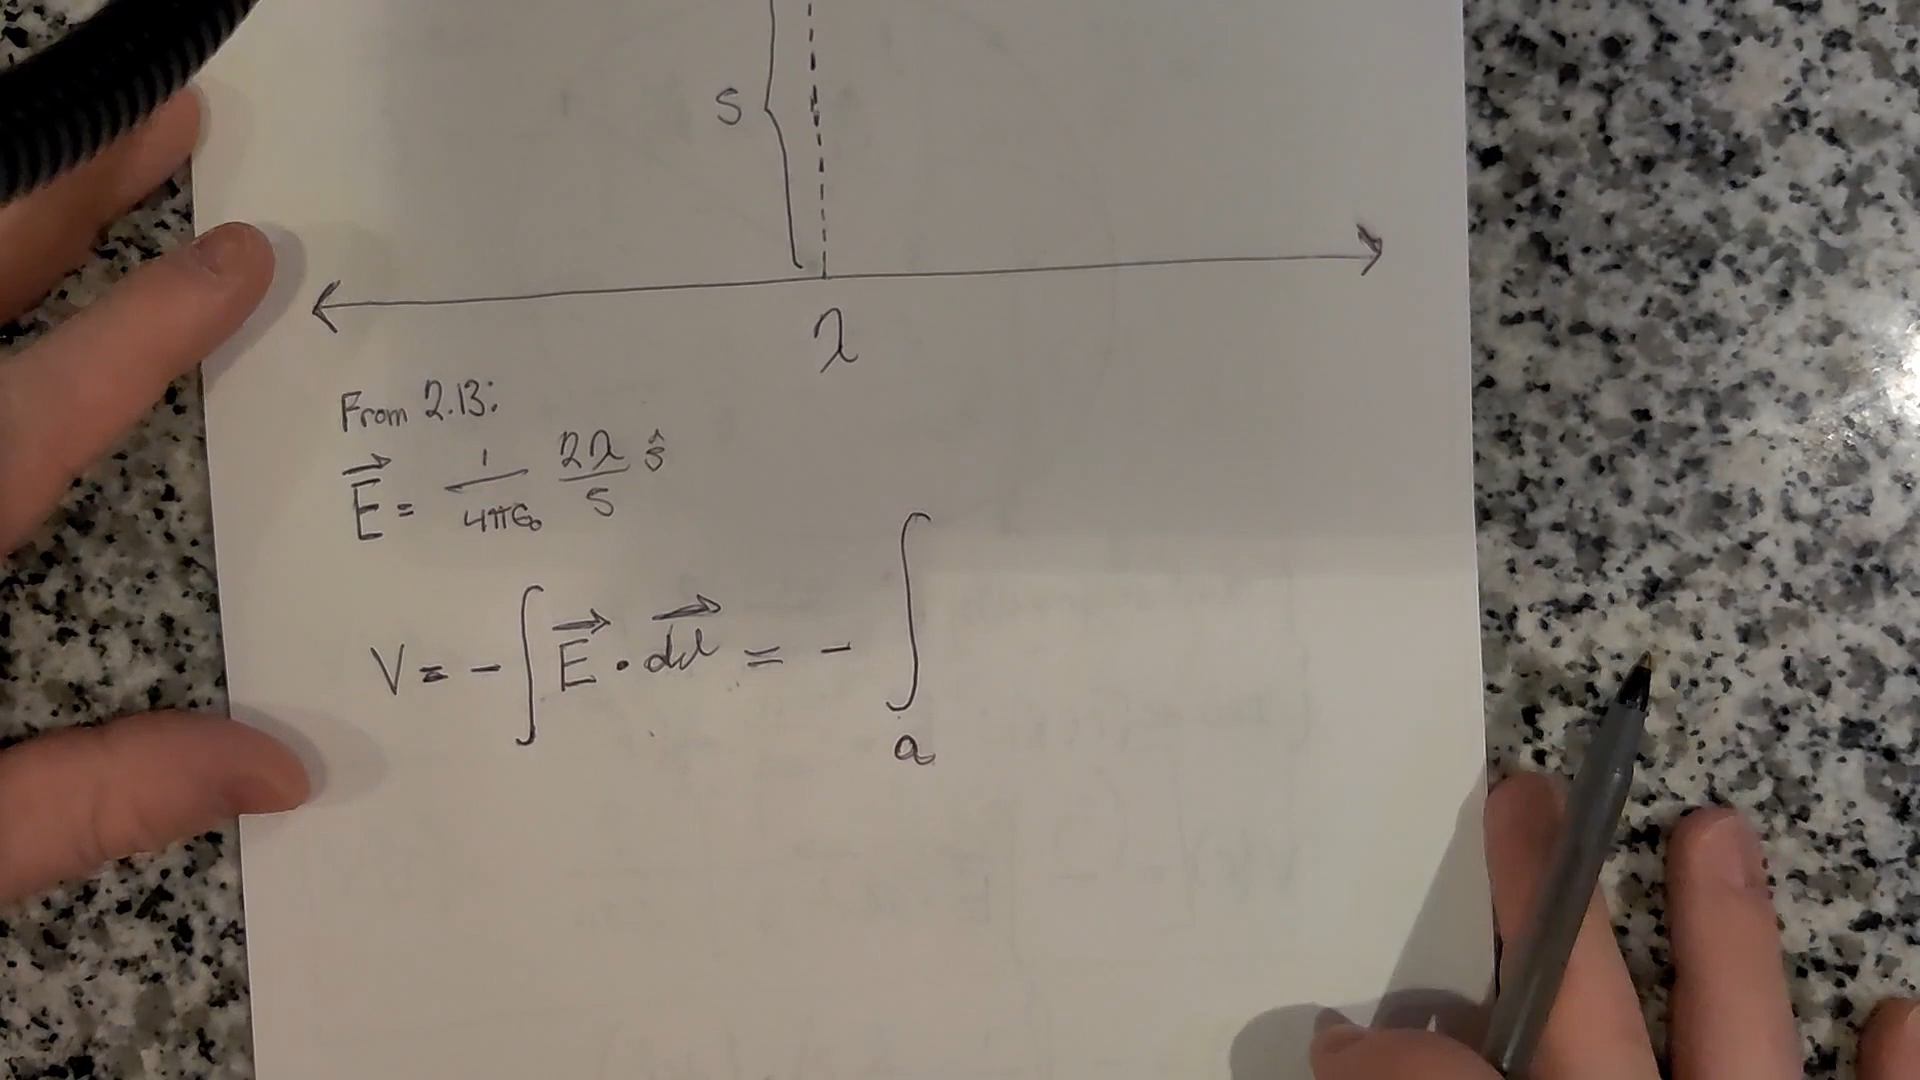 s
λ
From 2.13:
E⃗ = 1/4πϵ₀ 2λ/s ŝ
V = - ∫ E⃗ · dl⃗ = - ∫
a